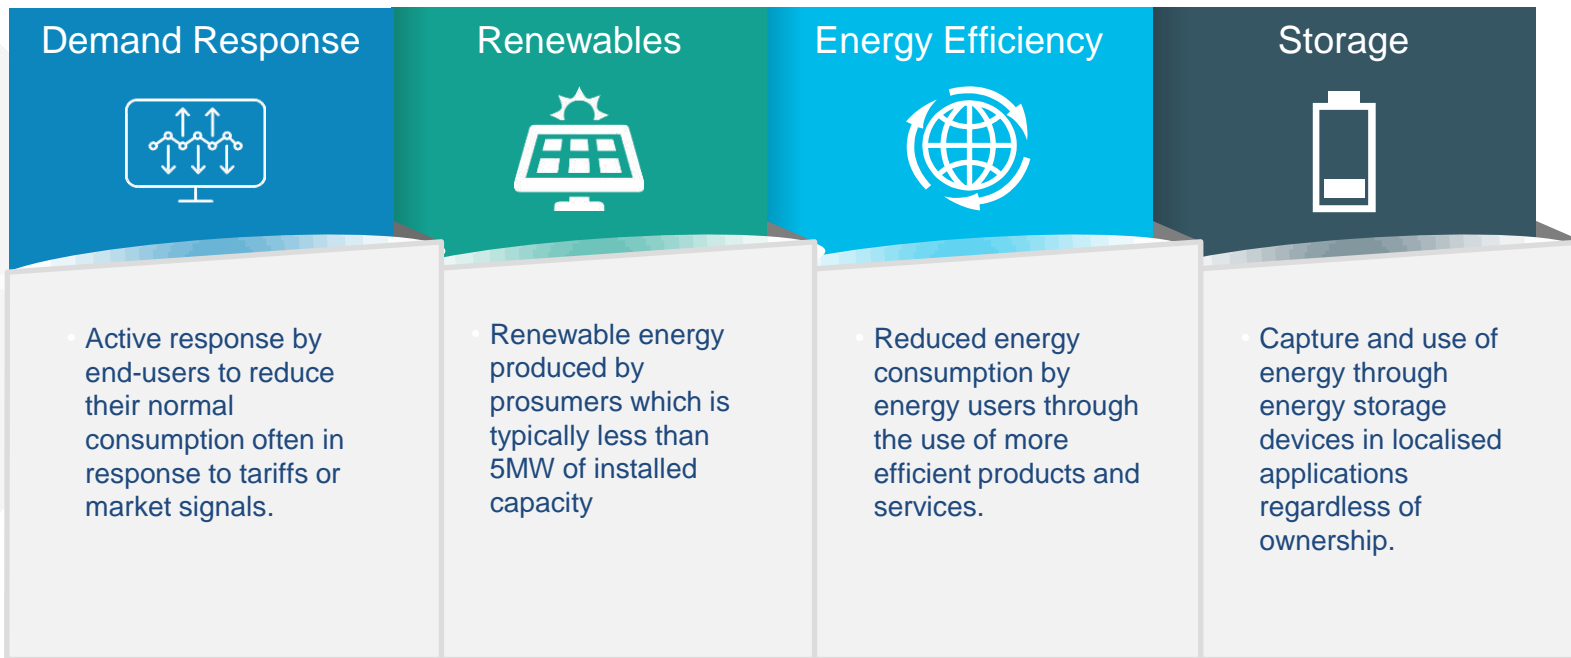 Demand Response
Renewables
Energy Efficiency
Storage
• Active response by
end-users to reduce
their normal
consumption often in
response to tariffs or
market signals.
• Renewable energy
produced by
prosumers which is
typically less than
5MW of installed
capacity
• Reduced energy
consumption by
energy users through
the use of more
efficient products and
services.
• Capture and use of
energy through
energy storage
devices in localised
applications
regardless of
ownership.